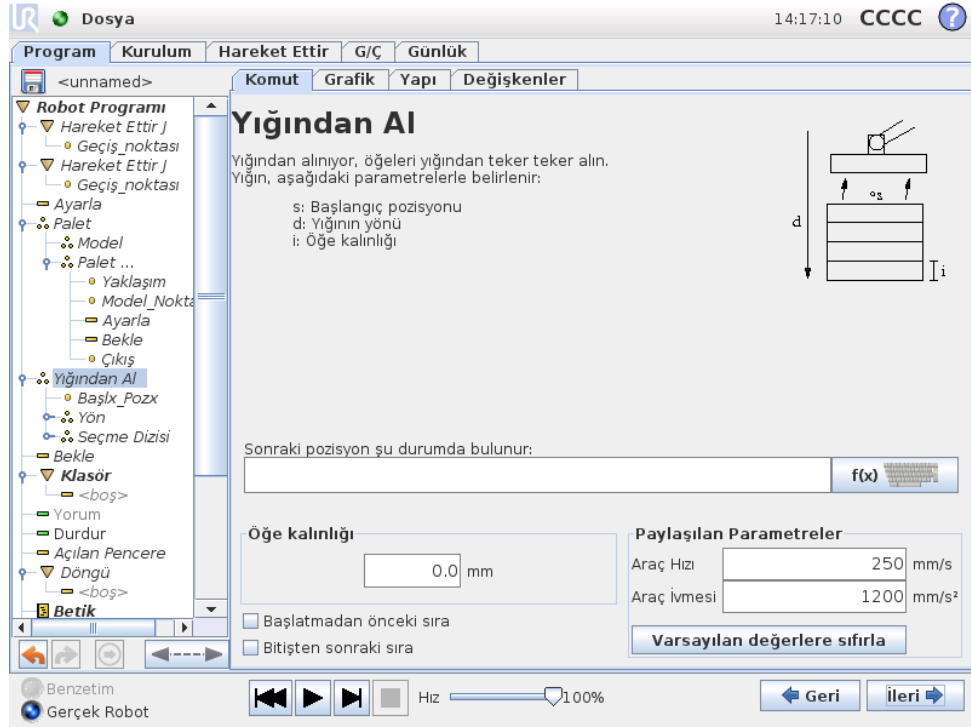 UR Dosya 14:17:10 CCCC ?
Program Kurulum Hareket Ettir G/Ç Günlük
<unnamed>
Komut Grafik Yapı Değişkenler
Robot Programı
Hareket Ettir J
Geçiş_noktası
Hareket Ettir J
Geçiş_noktası
Ayarla
Palet
Model
Palet ...
Yaklaşım
Model_Nokta
Ayarla
Bekle
Çıkış
Yığından Al
Başlx_Pozx
Yön
Seçme Dizisi
Bekle
Klasör
<boş>
Yorum
Durdur
Açılan Pencere
Döngü
<boş>
Betik
Yığından Al
Yığından alınıyor, öğeleri yığından teker teker alın.
Yığın, aşağıdaki parametrelerle belirlenir:
s: Başlangıç pozisyonu
d: Yığının yönü
i: Öğe kalınlığı
s
d
i
Sonraki pozisyon şu durumda bulunur:
f(x)
Öğe kalınlığı
0.0 mm
Başlatmadan önceki sıra
Bitişten sonraki sıra
Paylaşılan Parametreler
Araç Hızı 250 mm/s
Araç İvmesi 1200 mm/s²
Varsayılan değerlere sıfırla
Benzetim
Gerçek Robot
Hız 100%
Geri İleri